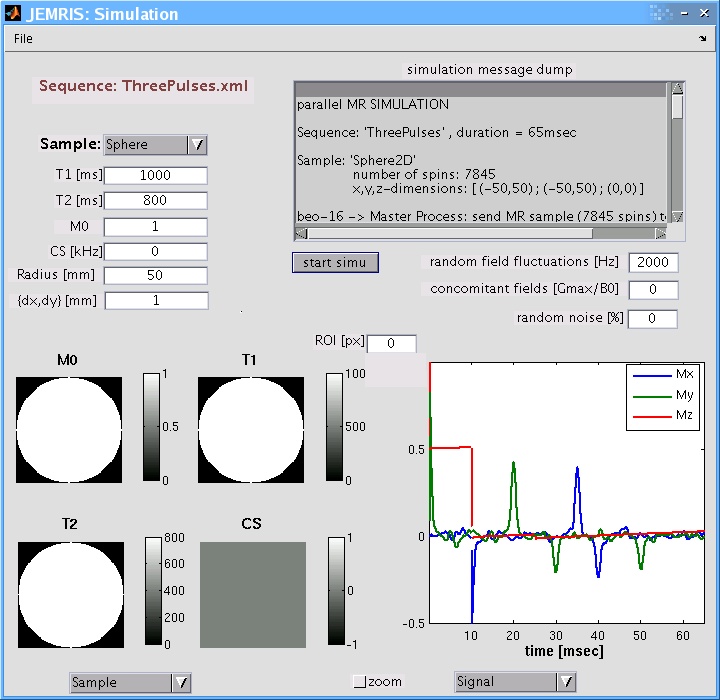 JEMRIS: Simulation
File
simulation message dump
Sequence: ThreePulses.xml
parallel MR SIMULATION
Sequence: 'ThreePulses' , duration = 65msec
Sample: 'Sphere2D'
number of spins: 7845
x,y,z-dimensions: [(-50,50); (-50,50); (0,0)]
beo-16 -> Master Process: send MR sample (7845 spins) to
Sample: Sphere
T1 [ms] 1000
T2 [ms] 800
M0 1
CS [kHz] 0
Radius [mm] 50
{dx,dy} [mm] 1
start simu
random field fluctuations [Hz] 2000
concomitant fields [Gmax/B0] 0
random noise [%] 0
ROI [px] 0
M0
1
0.5
0
T1
100
500
0
T2
800
600
400
200
0
CS
1
0
-1
Mx
My
Mz
0.5
0
-0.5
10 20 30 40 50 60
time [msec]
Sample
zoom
Signal